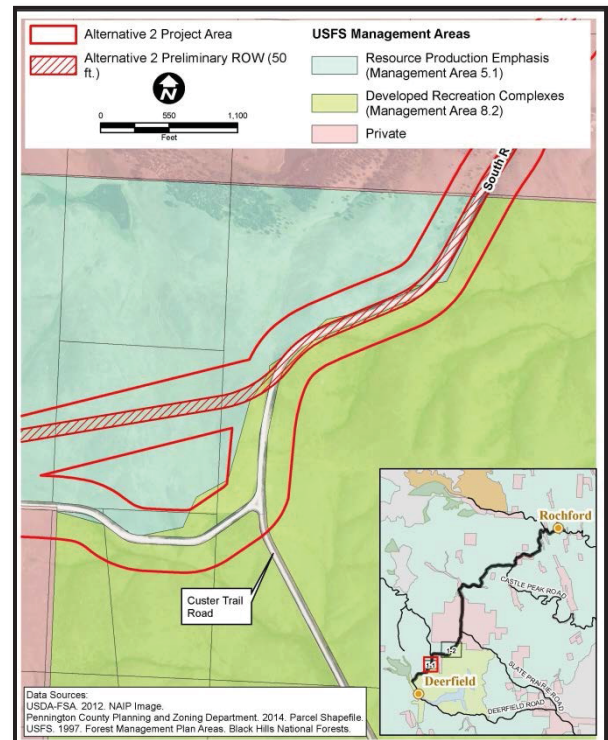 Alternative 2 Project Area
Alternative 2 Preliminary ROW (50
ft.)
N
0 550 1,100
Feet
USFS Management Areas
Resource Production Emphasis
(Management Area 5.1)
Developed Recreation Complexes
(Management Area 8.2)
Private
South R
Custer Trail
Road
Rochford
CASTLE PEAK ROAD
SLATE PRAIRIE ROAD
Deerfield
DEERFIELD ROAD
Data Sources:
USDA-FSA. 2012. NAIP Image.
Pennington County Planning and Zoning Department. 2014. Parcel Shapefile.
USFS. 1997. Forest Management Plan Areas. Black Hills National Forests.